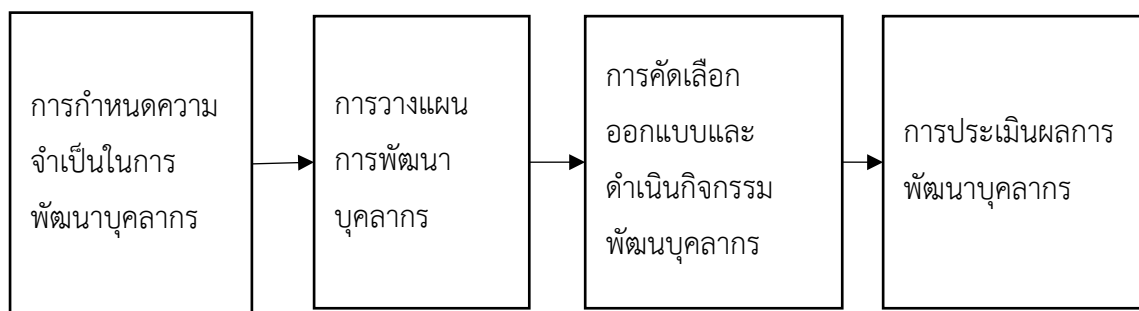 การกำหนดความ
จำเป็นในการ
พัฒนาบุคลากร
การวางแผน
การพัฒนา
บุคลากร
การคัดเลือก
ออกแบบและ
ดำเนินกิจกรรม
พัฒนบุคลากร
การประเมินผลการ
พัฒนาบุคลากร